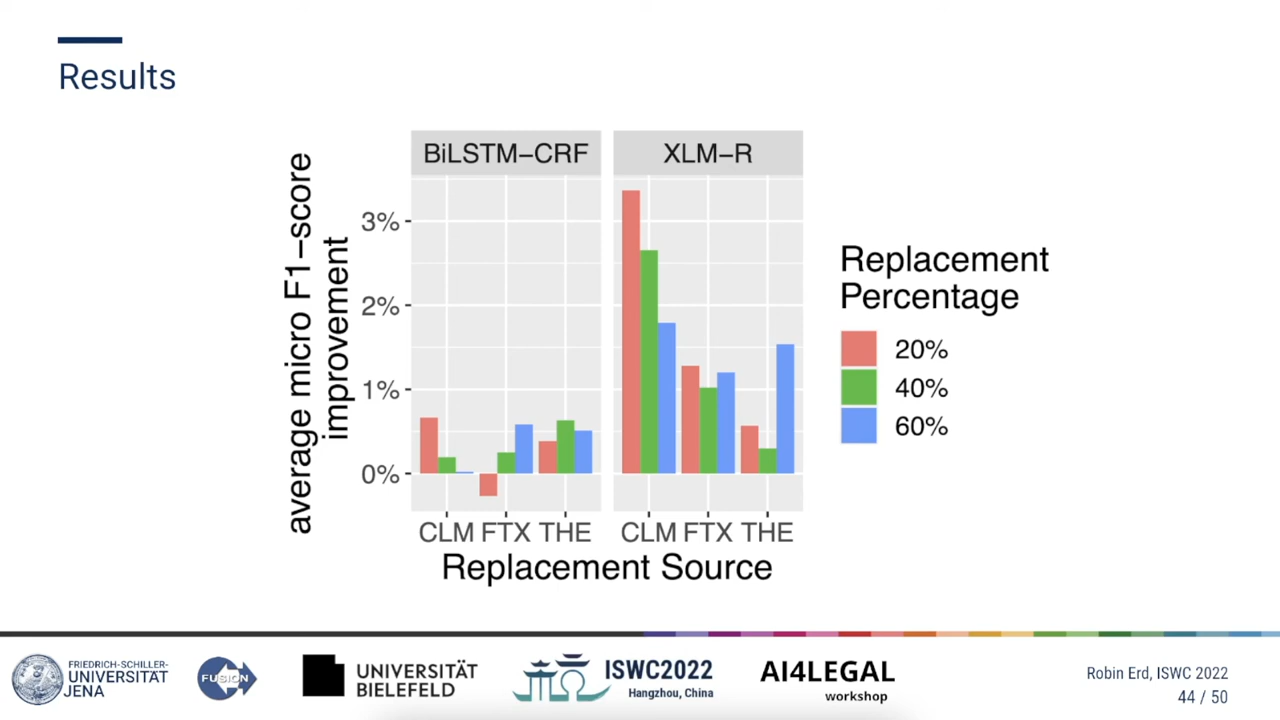 Results
BiLSTM–CRF
XLM–R
average micro F1–score
improvement
3%
2%
1%
0%
CLM FTX THE
CLM FTX THE
Replacement Source
Replacement
Percentage
20%
40%
60%
FRIEDRICH-SCHILLER-
UNIVERSITÄT
JENA
FUSION
UNIVERSITÄT
BIELEFELD
ISWC2022
Hangzhou, China
AI4LEGAL
workshop
Robin Erd, ISWC 2022
44 / 50